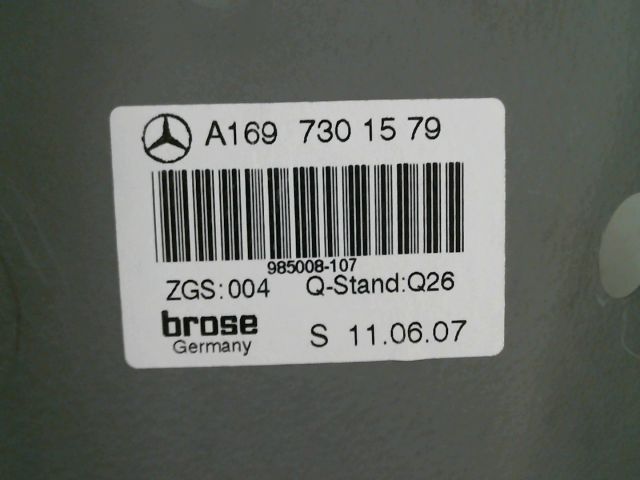 A169 730 15 79
985008-107
ZGS:004 Q-Stand:Q26
brose
Germany
S 11.06.07